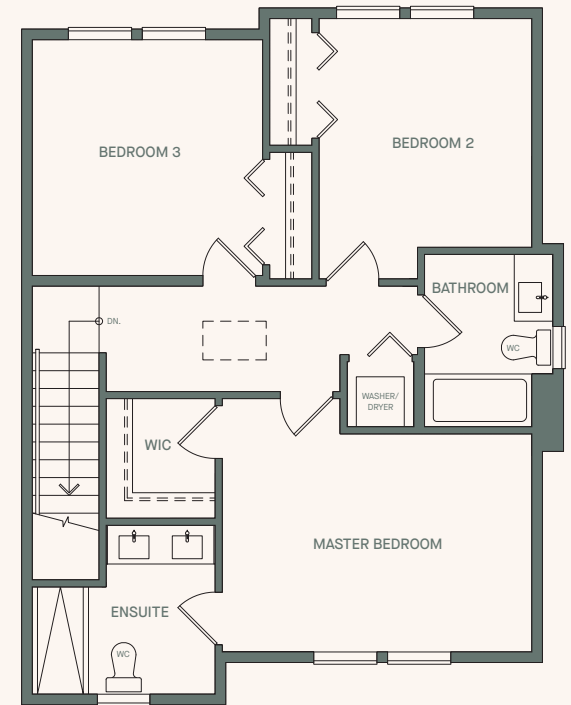 BEDROOM 3
BEDROOM 2
BATHROOM
DN.
WC
WASHER/
DRYER
WIC
MASTER BEDROOM
ENSUITE
WC